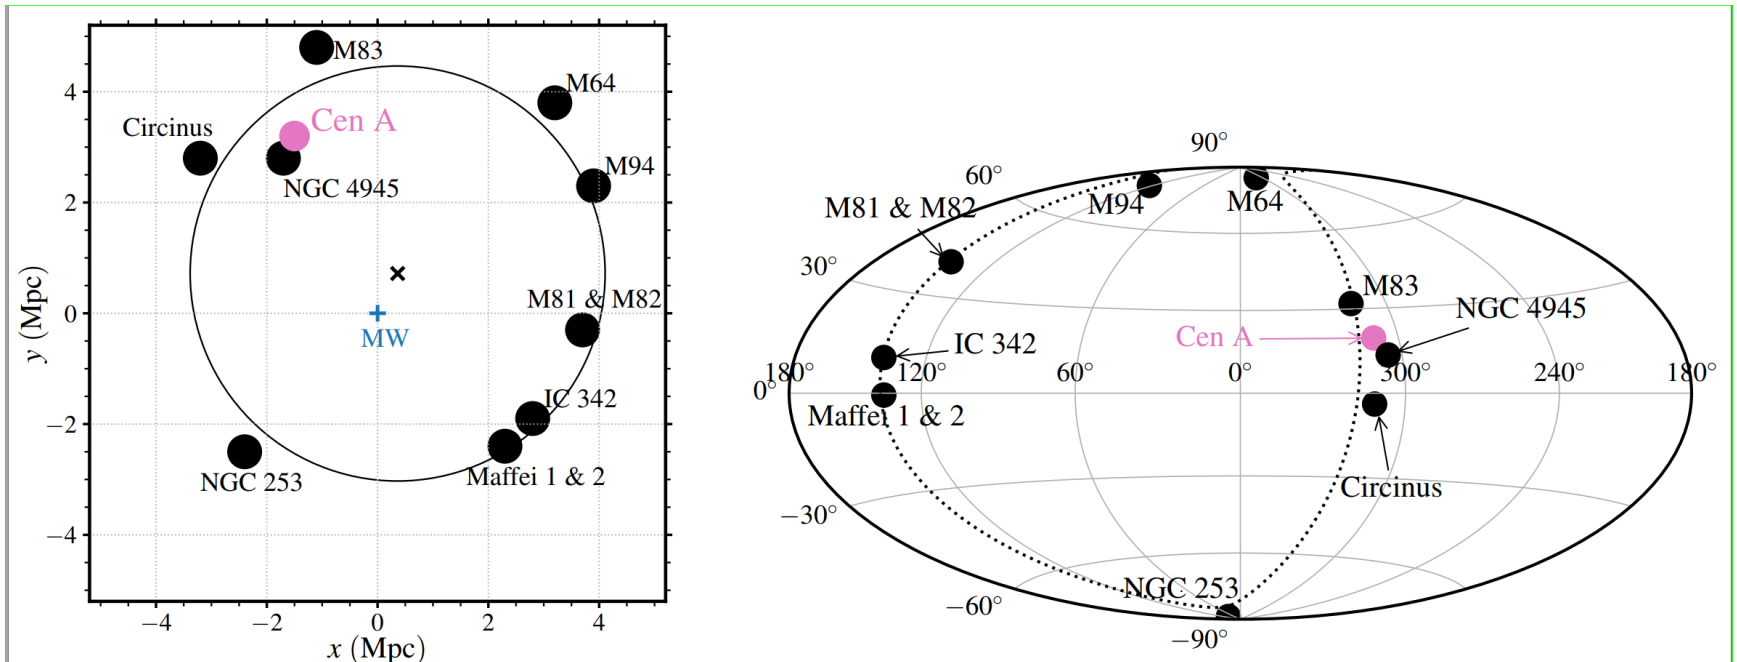 M83
M64
4
Circinus
Cen A
M94
NGC 4945
2
y (Mpc)
M81 & M82
0
MW
IC 342
−2
NGC 253
Maffei 1 & 2
−4
−4 −2 0 2 4
x (Mpc)
90°
60°
M94
M64
M81 & M82
30°
M83
NGC 4945
Cen A
IC 342
180° 120° 60° 0° 300° 240° 180°
0°
Maffei 1 & 2
Circinus
−30°
NGC 253
−60°
−90°